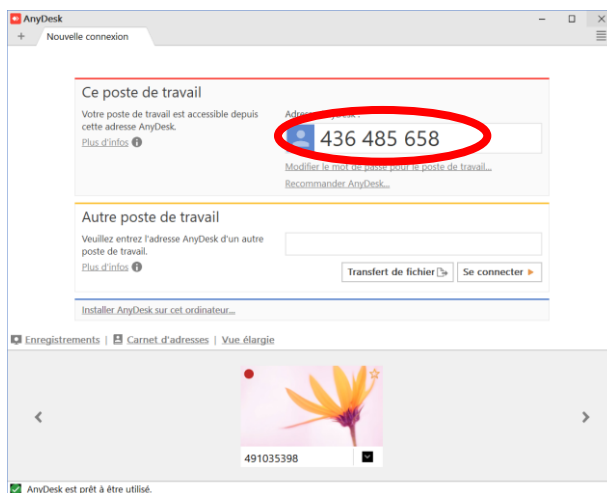 AnyDesk
Nouvelle connexion
Ce poste de travail
Votre poste de travail est accessible depuis
cette adresse AnyDesk.
Plus d'infos
436 485 658
Modifier le mot de passe pour le poste de travail...
Recommander AnyDesk...
Autre poste de travail
Veuillez entrez l'adresse AnyDesk d'un autre
poste de travail.
Plus d'infos
Transfert de fichier
Se connecter
Installer AnyDesk sur cet ordinateur...
Enregistrements | Carnet d'adresses | Vue élargie
491035398
AnyDesk est prêt à être utilisé.